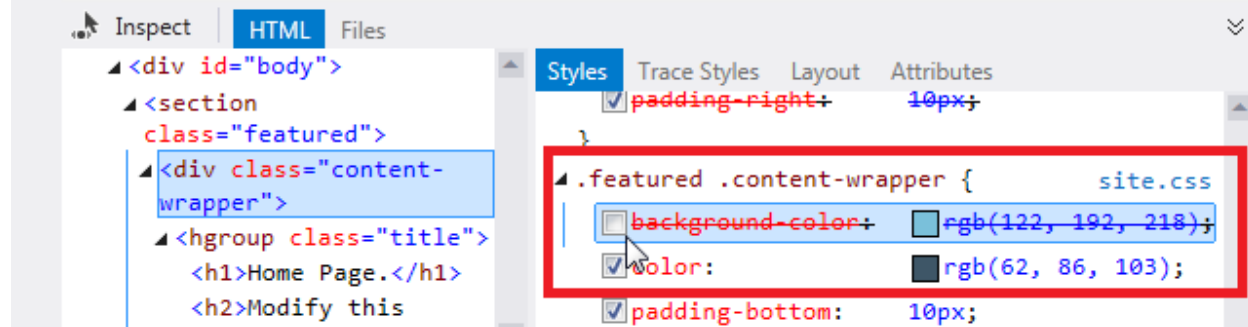 Inspect HTML Files
<div id="body">
<section
class="featured">
<div class="content-
wrapper">
<hgroup class="title">
<h1>Home Page.</h1>
<h2>Modify this
Styles Trace Styles Layout Attributes
padding-right: 10px;
}
.featured .content-wrapper { site.css
background-color: rgb(122, 192, 218);
color: rgb(62, 86, 103);
padding-bottom: 10px;